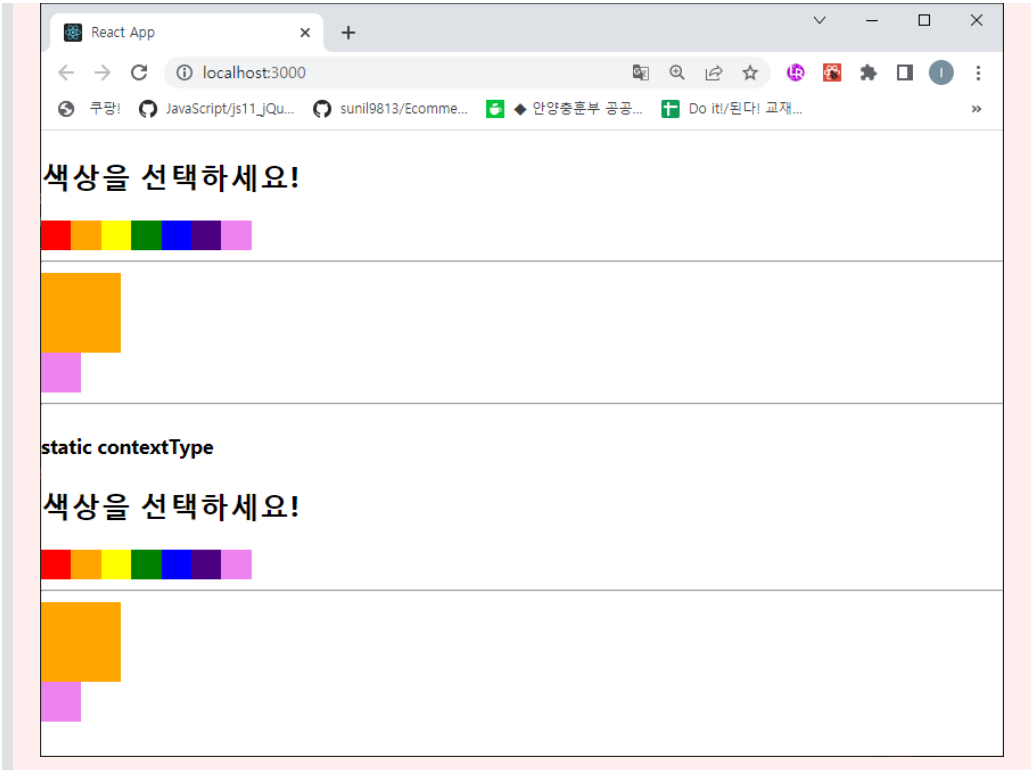 React App
localhost:3000
쿠팡! JavaScript/js11_jQu... sunil9813/Ecomme... ◆ 안양충훈부 공공... Do it!/된다! 교재...
색상을 선택하세요!
static contextType
색상을 선택하세요!